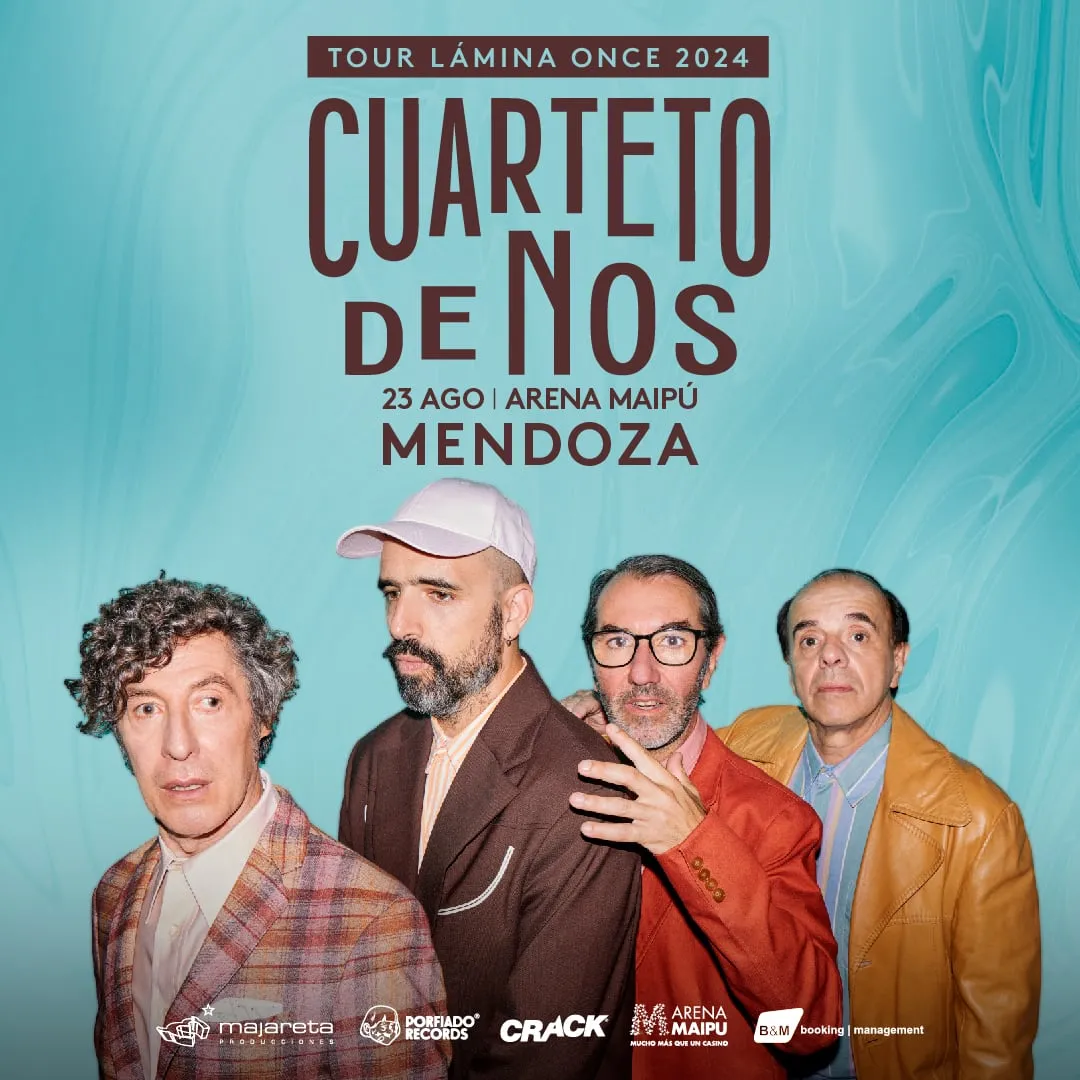 TOUR LÁMINA ONCE 2024
CUARTETO
DE NOS
23 AGO | ARENA MAIPÚ
MENDOZA
majareta
PRODUCCIONES
PORFIADO®
RECORDS
CRACK
M ARENA
MAIPU
MUCHO MÁS QUE UN CASINO
B&M booking | management